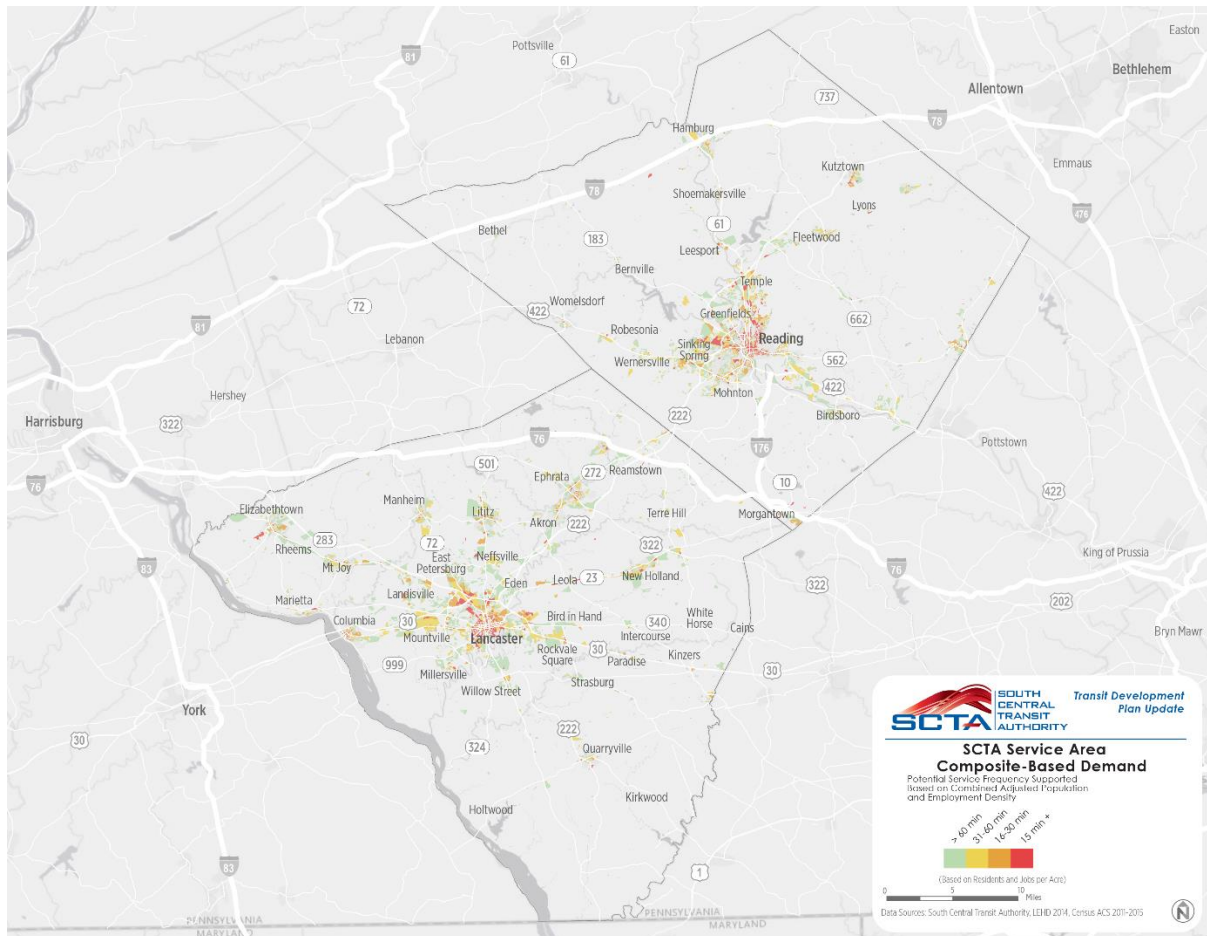 Easton
Pottsville
81
61
81
Bethlehem
Allentown
737
78
Hamburg
78
Emmaus
Kutztown
78
Shoemakersville
Lyons
476
61
Bethel
183
Fleetwood
Leesport
Bernville
Temple
72
Womelsdorf
422
Greenfields
662
81
Robesonia
Lebanon
Sinking
Spring
Reading
Wernersville
562
422
Hershey
Mohnton
222
Birdsboro
Harrisburg
322
76
Pottstown
176
501
272
Reamstown
Ephrata
10
76
422
Manheim
Lititz
Terre Hill
Morgantown
Elizabethtown
Akron
222
283
322
Rheems
72
East
Petersburg
Neffsville
King of Prussia
83
Mt Joy
Eden
Leola
23
New Holland
76
322
Landisville
202
Marietta
30
Bird in Hand
340
White
Horse
Columbia
Cains
Bryn Mawr
Mountville
Lancaster
Intercourse
Rockvale
Square
30
Paradise
Kinzers
999
Millersville
30
Strasburg
Willow Street
York
30
222
324
Quarryville
Kirkwood
Holtwood
83
1
PENNSYLVANIA
MARYLAND
PENNSYLVANIA
MARYLAND
SCTA
SOUTH
CENTRAL
TRANSIT
AUTHORITY
Transit Development
Plan Update
SCTA Service Area
Composite-Based Demand
Potential Service Frequency Supported
Based on Combined Adjusted Population
and Employment Density
> 60 min
31-60 min
16-30 min
15 min +
(Based on Residents and Jobs per Acre)
0 5 10
Miles
Data Sources: South Central Transit Authority, LEHD 2014, Census ACS 2011-2015
N